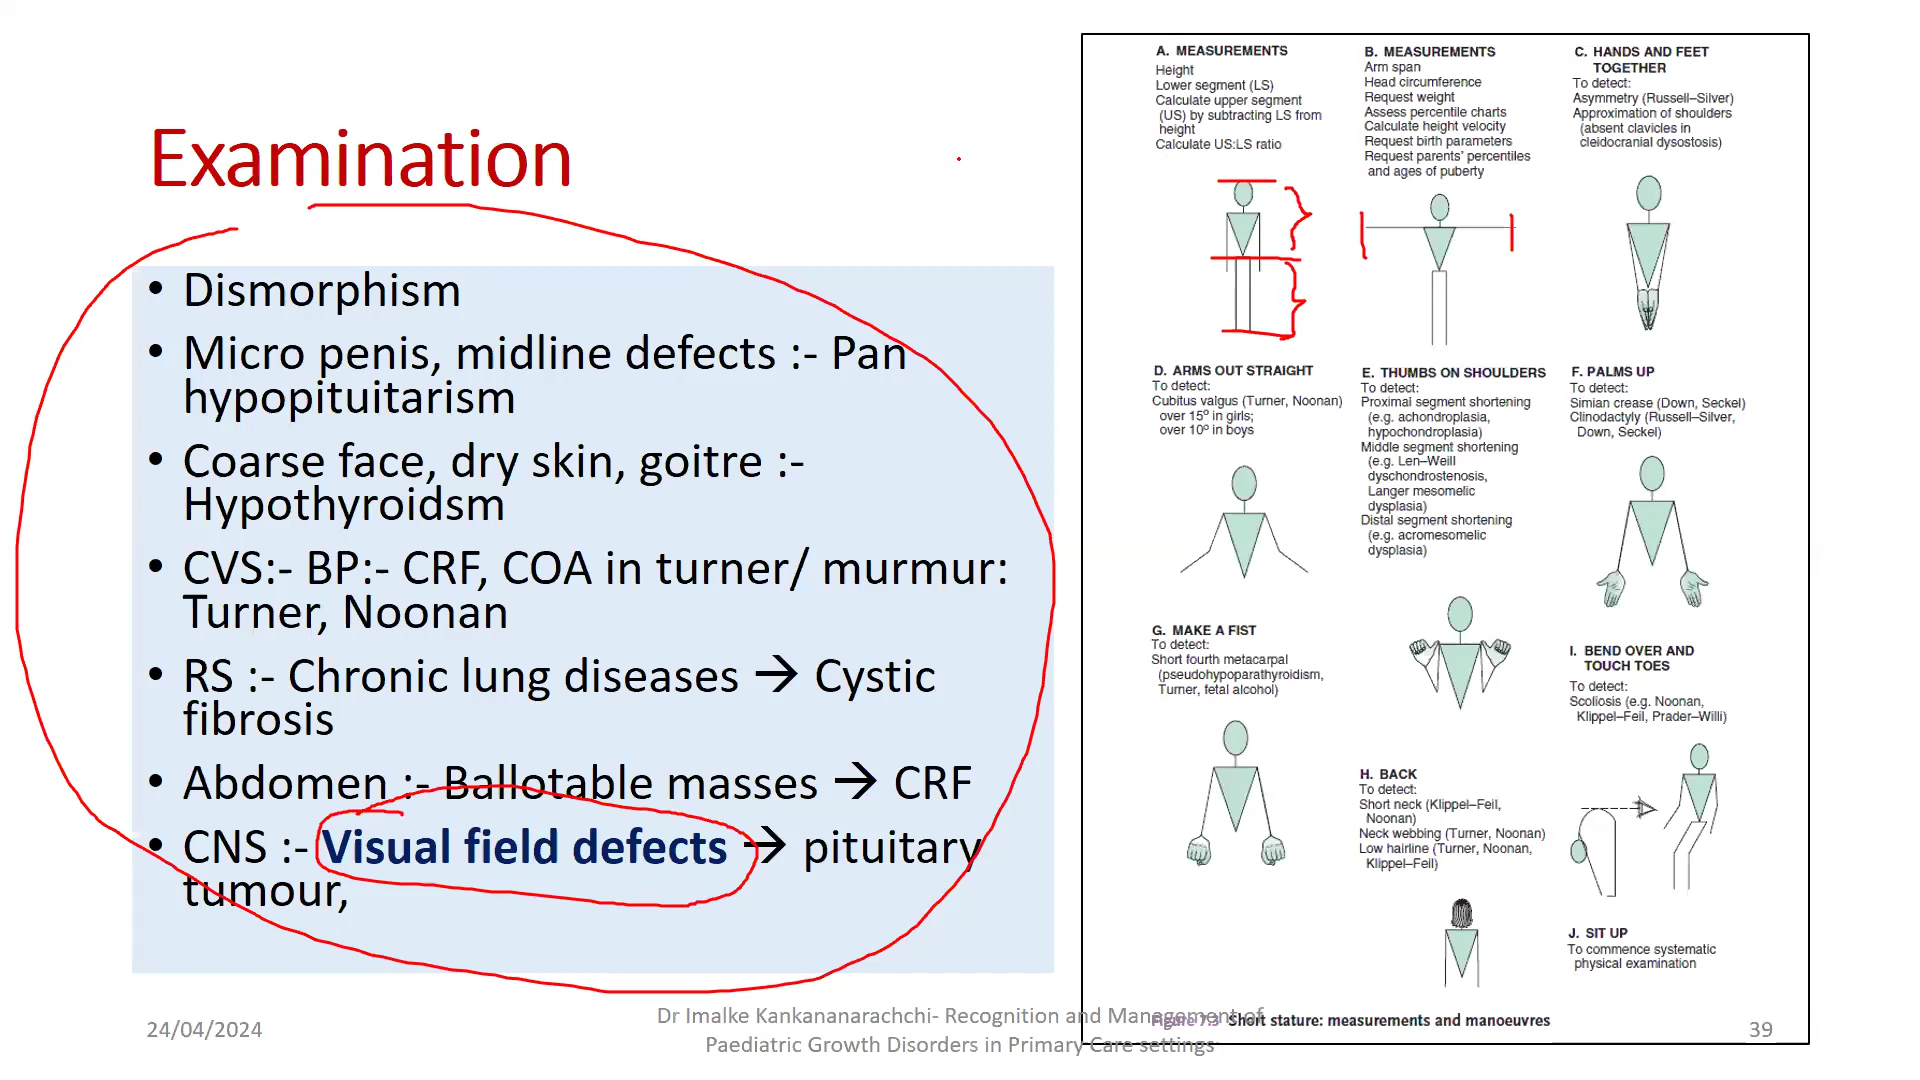 Examination
• Dismorphism
• Micro penis, midline defects :- Pan
hypopituitarism
• Coarse face, dry skin, goitre :-
Hypothyroidsm
• CVS:- BP:- CRF, COA in turner/ murmur:
Turner, Noonan
• RS :- Chronic lung diseases → Cystic
fibrosis
• Abdomen :- Ballotable masses → CRF
• CNS :- Visual field defects → pituitary
tumour,
A. MEASUREMENTS
Height
Lower segment (LS)
Calculate upper segment
(US) by subtracting LS from
height
Calculate US:LS ratio
B. MEASUREMENTS
Arm span
Head circumference
Request weight
Assess percentile charts
Calculate height velocity
Request birth parameters
Request parents' percentiles
and ages of puberty
C. HANDS AND FEET
TOGETHER
To detect:
Asymmetry (Russell–Silver)
Approximation of shoulders
(absent clavicles in
cleidocranial dysostosis)
D. ARMS OUT STRAIGHT
To detect:
Cubitus valgus (Turner, Noonan)
over 15º in girls;
over 10º in boys
E. THUMBS ON SHOULDERS
To detect:
Proximal segment shortening
(e.g. achondroplasia,
hypochondroplasia)
Middle segment shortening
(e.g. Len–Weill
dyschondrostenosis,
Langer mesomelic
dysplasia)
Distal segment shortening
(e.g. acromesomelic
dysplasia)
F. PALMS UP
To detect:
Simian crease (Down, Seckel)
Clinodactyly (Russell–Silver,
Down, Seckel)
G. MAKE A FIST
To detect:
Short fourth metacarpal
(pseudohypoparathyroidism,
Turner, fetal alcohol)
H. BACK
To detect:
Short neck (Klippel–Feil,
Noonan)
Neck webbing (Turner, Noonan)
Low hairline (Turner, Noonan,
Klippel–Feil)
I. BEND OVER AND
TOUCH TOES
To detect:
Scoliosis (e.g. Noonan,
Klippel–Feil, Prader–Willi)
J. SIT UP
To commence systematic
physical examination
Figure 7.3 Short stature: measurements and manoeuvres
24/04/2024
Dr Imalke Kankananarachchi- Recognition and Management of
Paediatric Growth Disorders in Primary Care settings
39